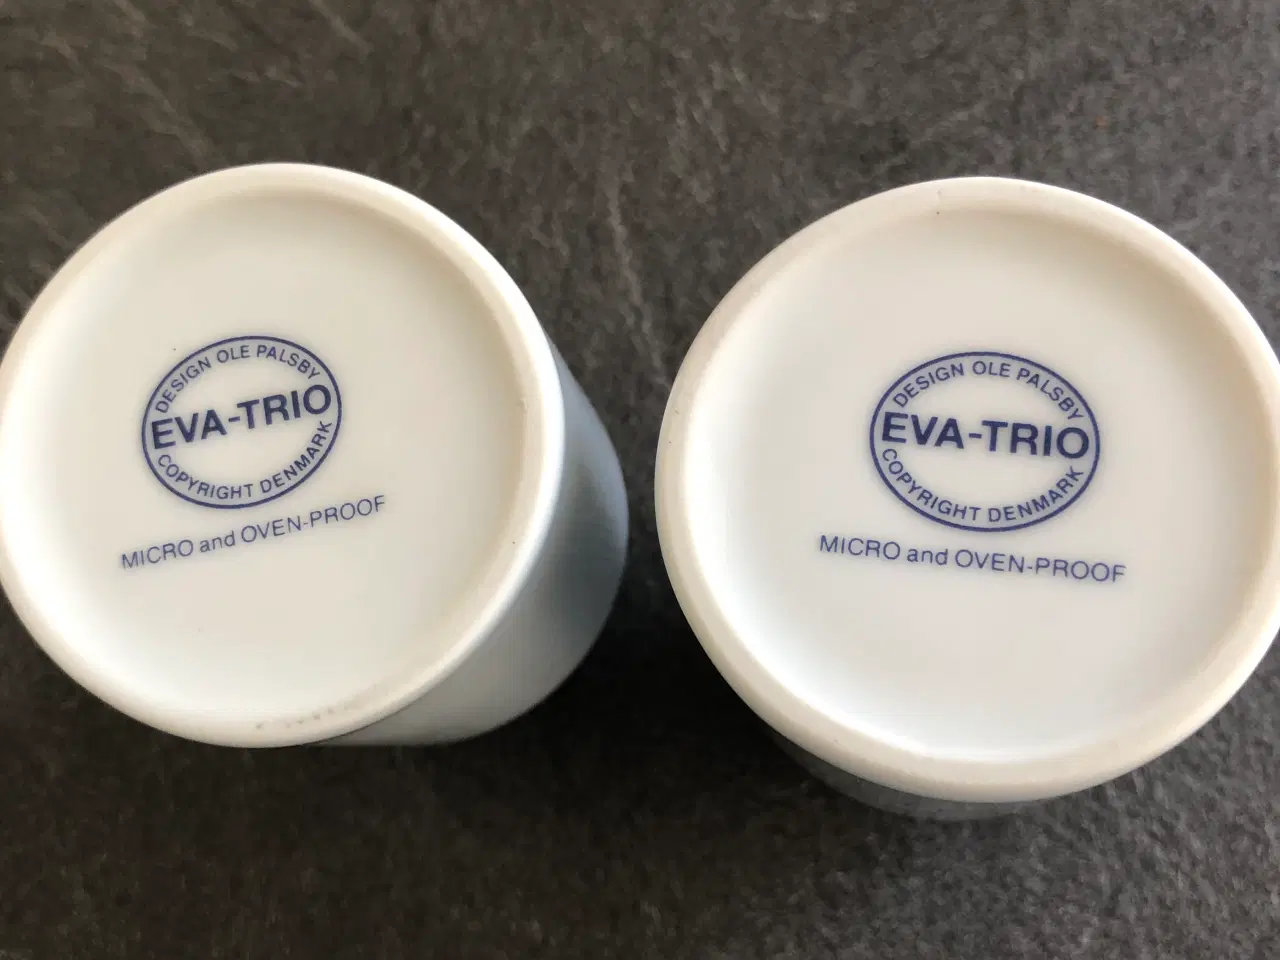 DESIGN OLE PALSBY
EVA-TRIO
COPYRIGHT DENMARK
MICRO and OVEN-PROOF
DESIGN OLE PALSBY
EVA-TRIO
COPYRIGHT DENMARK
MICRO and OVEN-PROOF